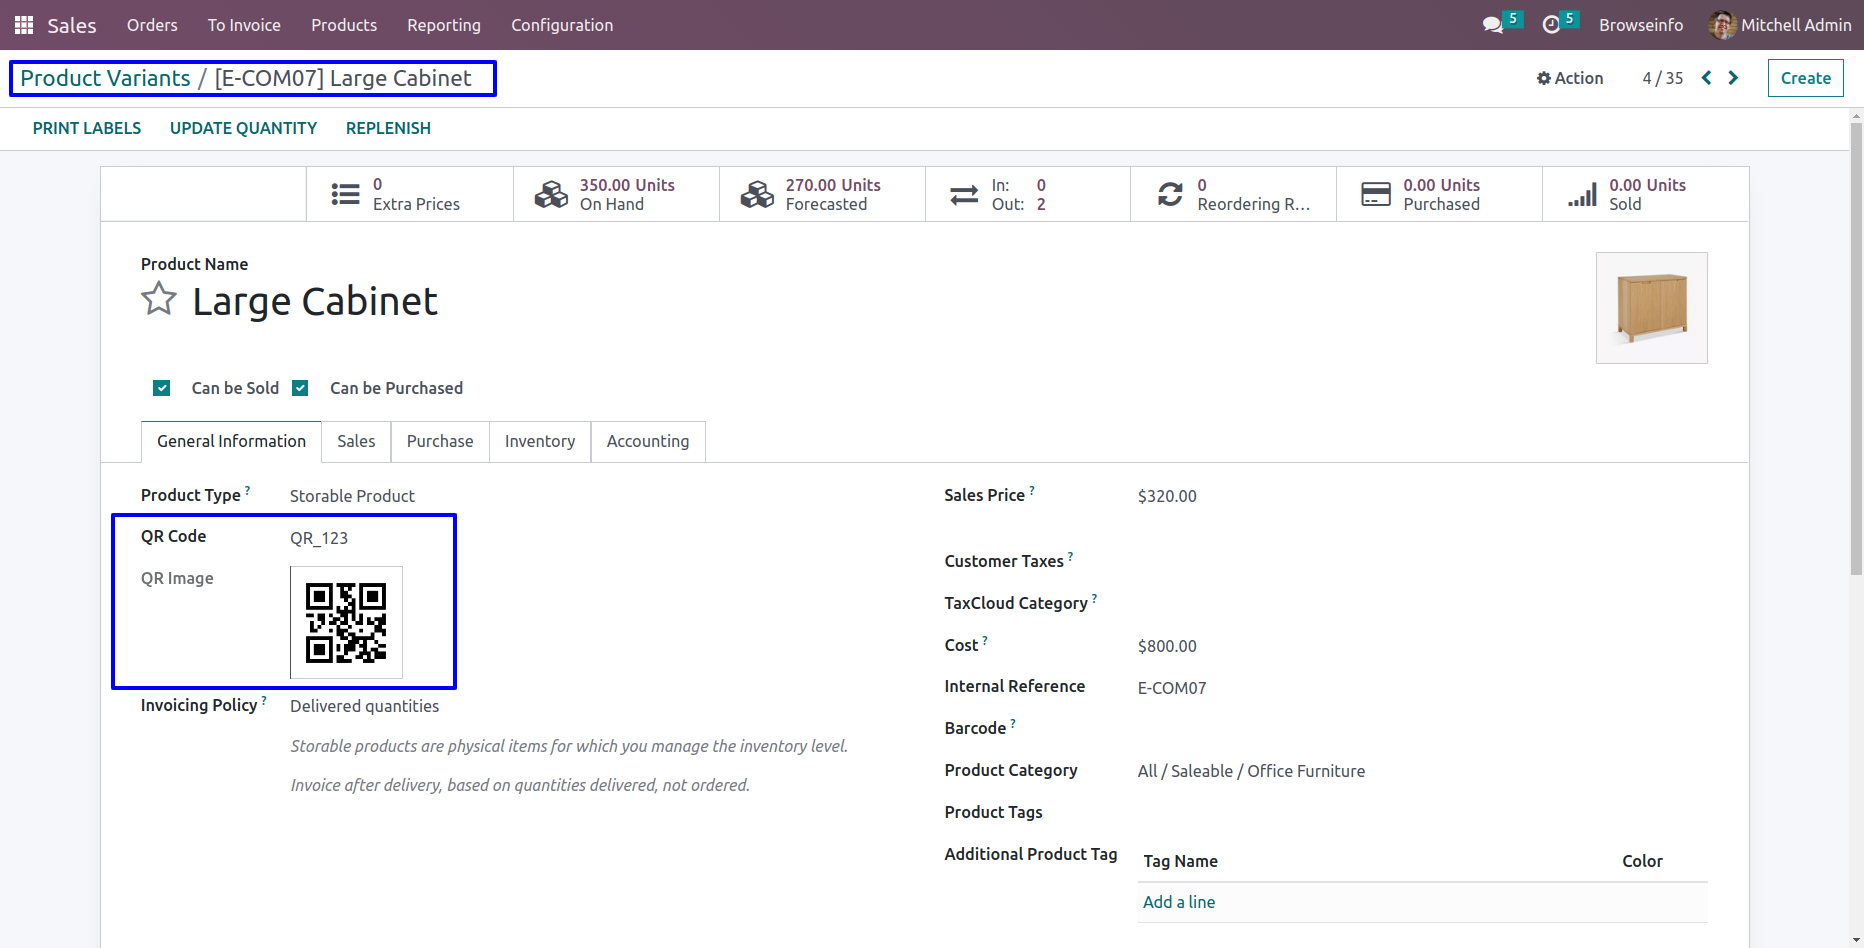 Sales Orders To Invoice Products Reporting Configuration 5 5 Browseinfo Mitchell Admin
Product Variants / [E-COM07] Large Cabinet Action 4 / 35 Create
PRINT LABELS UPDATE QUANTITY REPLENISH
0 350.00 Units 270.00 Units In: 0 0 0.00 Units 0.00 Units
Extra Prices On Hand Forecasted Out: 2 Reordering R... Purchased Sold
Product Name
Large Cabinet
Can be Sold Can be Purchased
General Information Sales Purchase Inventory Accounting
Product Type ? Storable Product Sales Price ? $320.00
QR Code QR_123
Customer Taxes ?
QR Image
TaxCloud Category ?
Cost ? $800.00
Internal Reference E-COM07
Invoicing Policy ? Delivered quantities
Barcode ?
Storable products are physical items for which you manage the inventory level.
Product Category All / Saleable / Office Furniture
Invoice after delivery, based on quantities delivered, not ordered.
Product Tags
Additional Product Tag Tag Name Color
Add a line